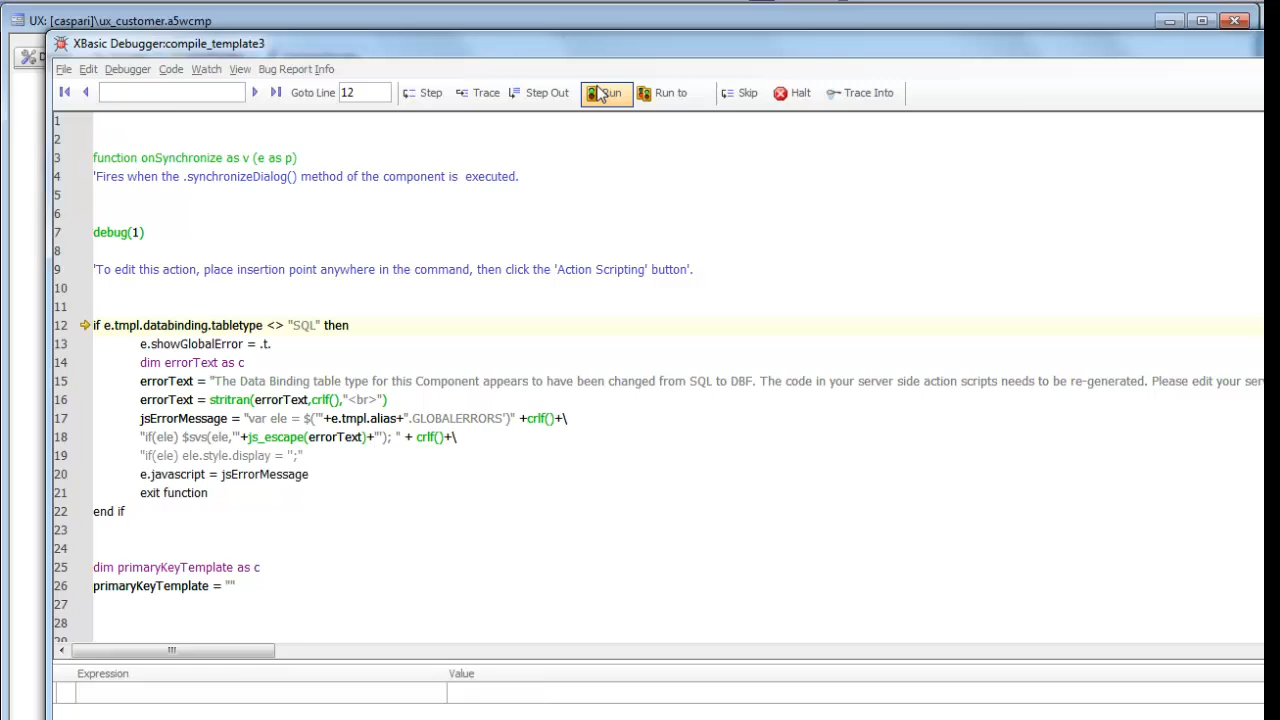 UX: [caspari]\ux_customer.a5wcmp
XBasic Debugger:compile_template3
File Edit Debugger Code Watch View Bug Report Info
Goto Line 12 Step Trace Step Out Run Run to Skip Halt Trace Into
1
2
3 function onSynchronize as v (e as p)
4 'Fires when the .synchronizeDialog() method of the component is  executed.
5
6
7 debug(1)
8
9 'To edit this action, place insertion point anywhere in the command, then click the 'Action Scripting' button'.
10
11
12 if e.tmpl.databinding.tabletype <> "SQL" then
13 e.showGlobalError = .t.
14 dim errorText as c
15 errorText = "The Data Binding table type for this Component appears to have been changed from SQL to DBF. The code in your server side action scripts needs to be re-generated. Please edit your
16 errorText = stritran(errorText,crlf(),"<br>")
17 jsErrorMessage = "var ele = $('"+e.tmpl.alias+".GLOBALERRORS')" +crlf()+\
18 "if(ele) $svs(ele,'"+js_escape(errorText)+"'); " + crlf()+\
19 "if(ele) ele.style.display = '';"
20 e.javascript = jsErrorMessage
21 exit function
22 end if
23
24
25 dim primaryKeyTemplate as c
26 primaryKeyTemplate = ""
27
28
Expression Value